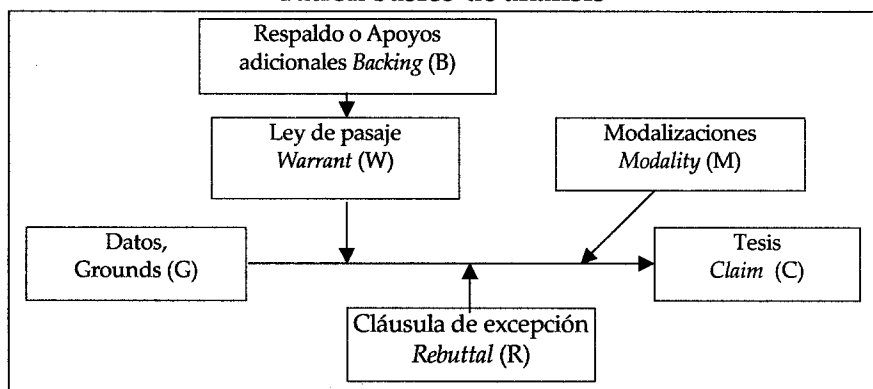 Respaldo o Apoyos
adicionales Backing (B)
Ley de pasaje
Warrant (W)
Modalizaciones
Modality (M)
Datos,
Grounds (G)
Tesis
Claim (C)
Cláusula de excepción
Rebuttal (R)